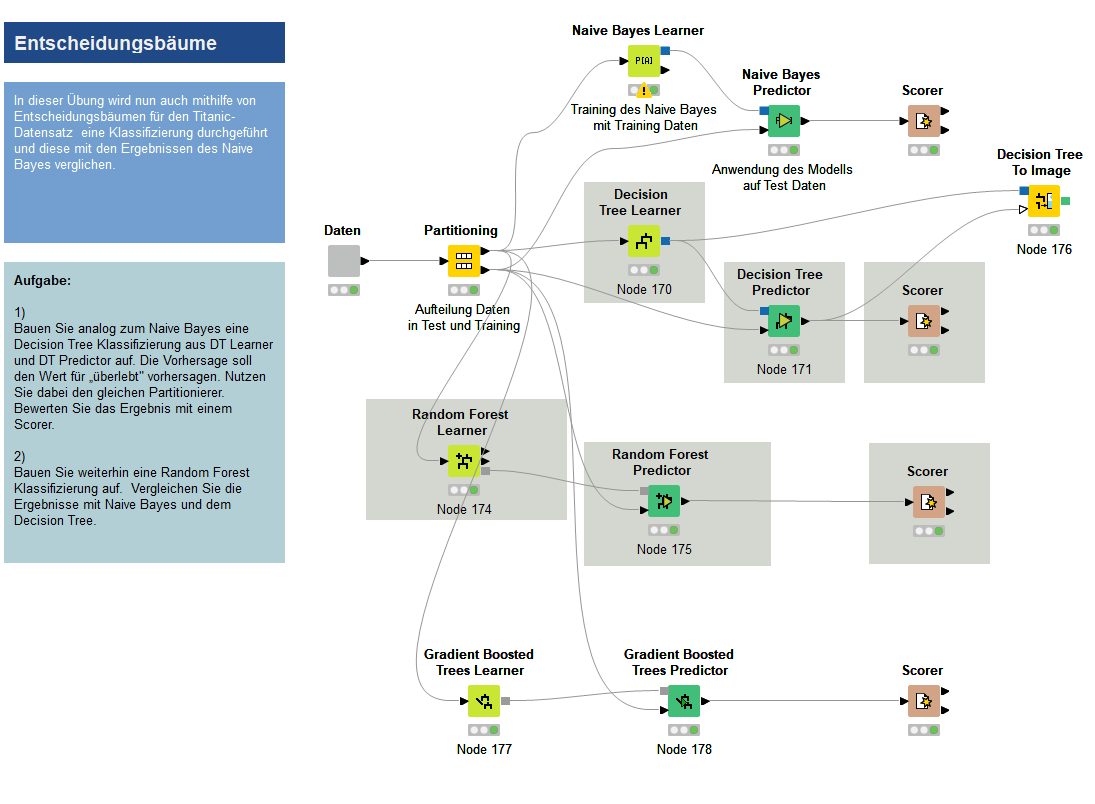 Entscheidungsbäume
In dieser Übung wird nun auch mithilfe von
Entscheidungsbäumen für den Titanic-
Datensatz  eine Klassifizierung durchgeführt
und diese mit den Ergebnissen des Naive
Bayes verglichen.
Aufgabe:
1)
Bauen Sie analog zum Naive Bayes eine
Decision Tree Klassifizierung aus DT Learner
und DT Predictor auf. Die Vorhersage soll
den Wert für „überlebt" vorhersagen. Nutzen
Sie dabei den gleichen Partitionierer.
Bewerten Sie das Ergebnis mit einem
Scorer.
2)
Bauen Sie weiterhin eine Random Forest
Klassifizierung auf.  Vergleichen Sie die
Ergebnisse mit Naive Bayes und dem
Decision Tree.
Daten
Partitioning
Aufteilung Daten
in Test und Training
Naive Bayes Learner
P[A]
Training des Naive Bayes
mit Training Daten
Naive Bayes
Predictor
Anwendung des Modells
auf Test Daten
Scorer
Decision Tree
To Image
Node 176
Decision
Tree Learner
Node 170
Decision Tree
Predictor
Node 171
Scorer
Random Forest
Learner
Node 174
Random Forest
Predictor
Node 175
Scorer
Gradient Boosted
Trees Learner
Node 177
Gradient Boosted
Trees Predictor
Node 178
Scorer